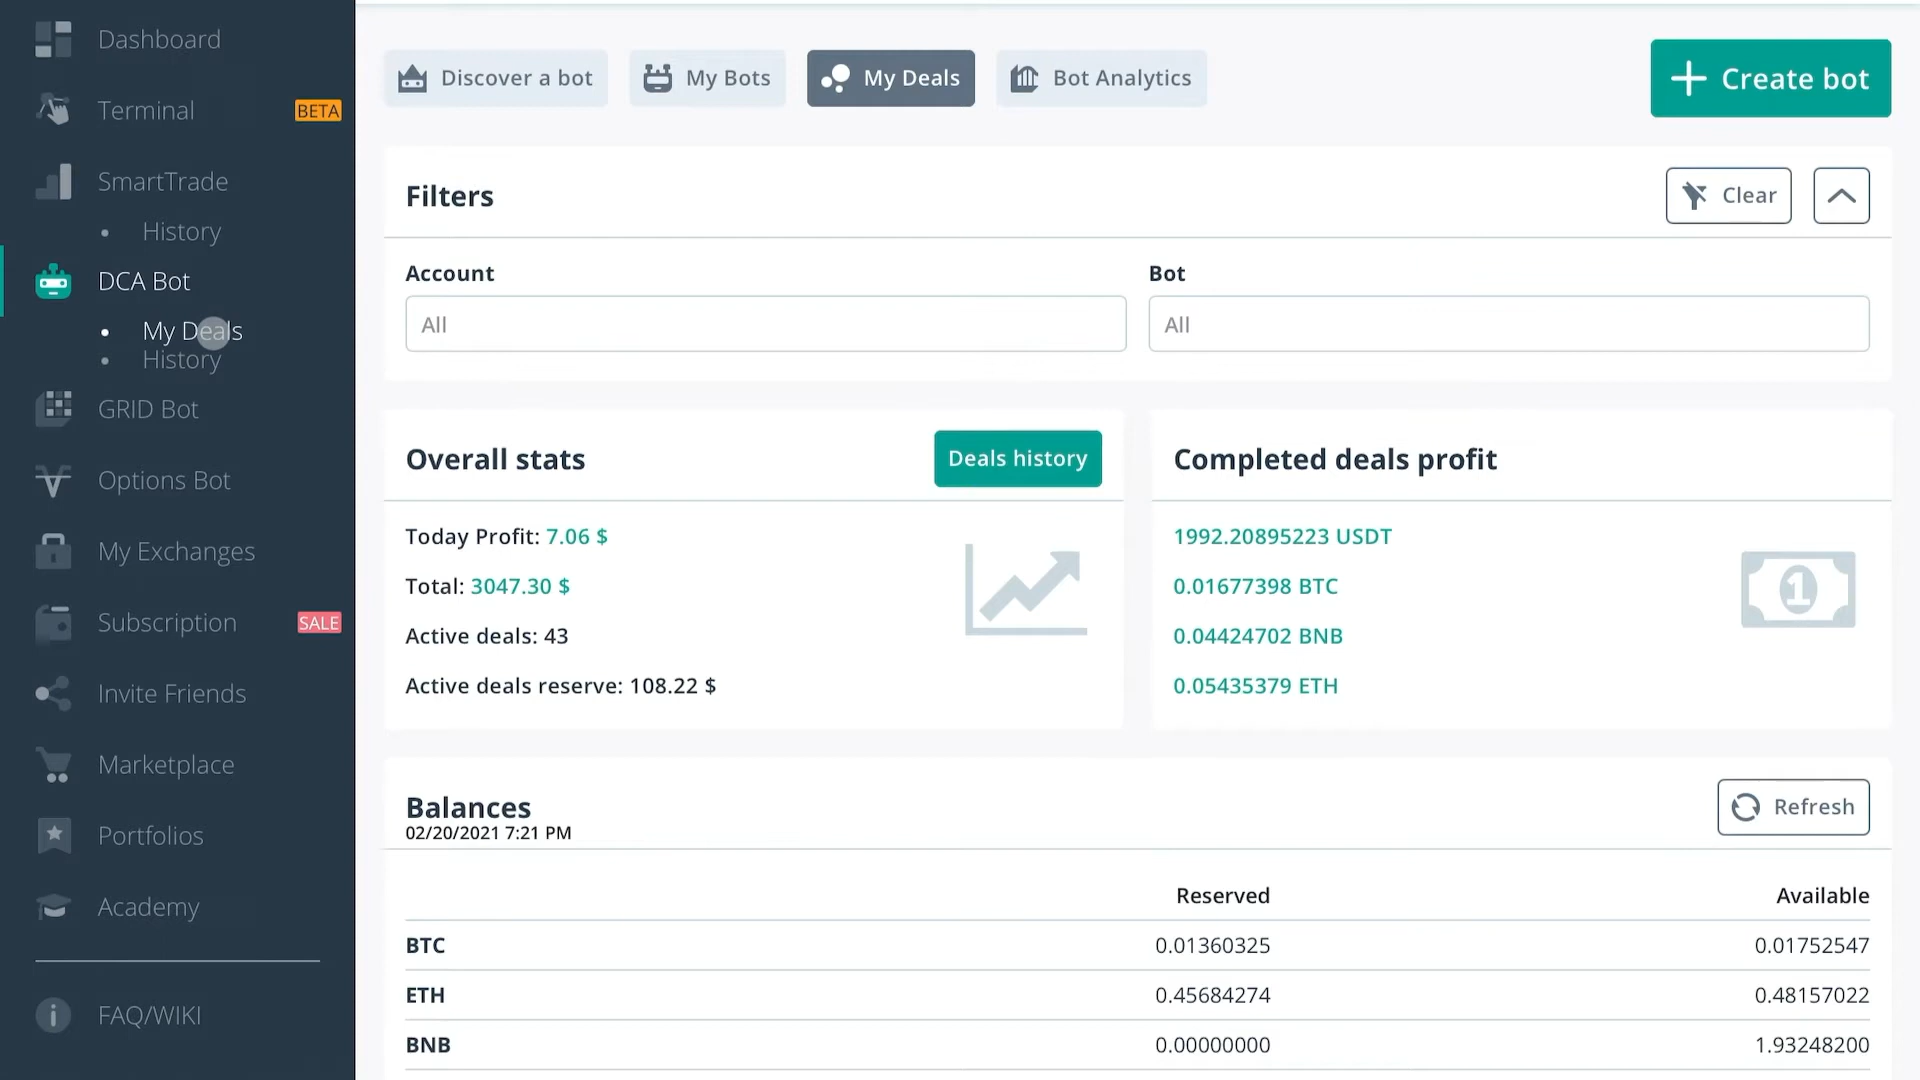 Dashboard
Terminal BETA
SmartTrade
• History
DCA Bot
• My Deals
• History
GRID Bot
Options Bot
My Exchanges
Subscription SALE
Invite Friends
Marketplace
Portfolios
Academy
FAQ/WIKI
Discover a bot My Bots My Deals Bot Analytics Create bot
Filters Clear
Account Bot
All All
Overall stats Deals history
Today Profit: 7.06 $
Total: 3047.30 $
Active deals: 43
Active deals reserve: 108.22 $
Completed deals profit
1992.20895223 USDT
0.01677398 BTC
0.04424702 BNB
0.05435379 ETH
1
Balances Refresh
02/20/2021 7:21 PM
Reserved Available
BTC 0.01360325 0.01752547
ETH 0.45684274 0.48157022
BNB 0.00000000 1.93248200